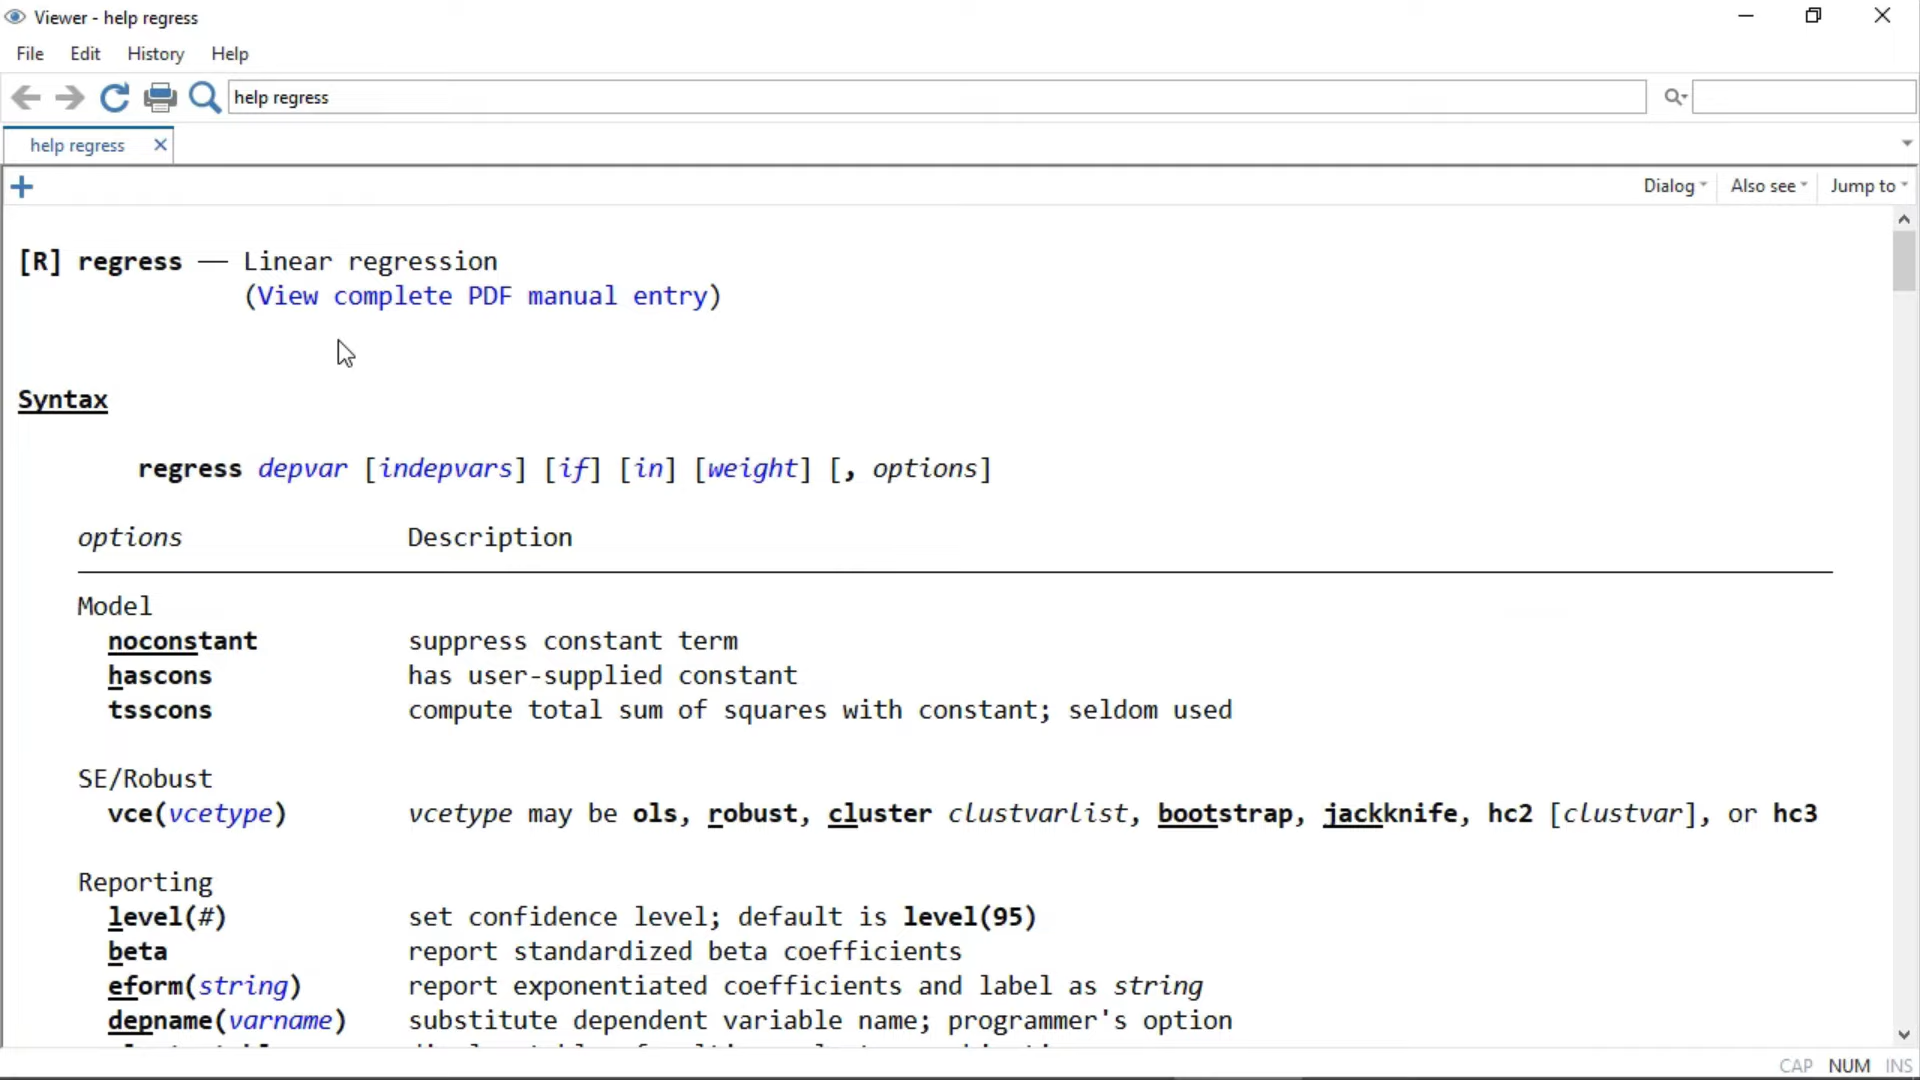 Viewer - help regress
File Edit History Help
help regress
help regress
Dialog Also see Jump to
[R] regress — Linear regression
(View complete PDF manual entry)
Syntax
regress depvar [indepvars] [if] [in] [weight] [, options]
options Description
Model
noconstant suppress constant term
hascons has user-supplied constant
tsscons compute total sum of squares with constant; seldom used
SE/Robust
vce(vcetype) vcetype may be ols, robust, cluster clustvarlist, bootstrap, jackknife, hc2 [clustvar], or hc3
Reporting
level(#) set confidence level; default is level(95)
beta report standardized beta coefficients
eform(string) report exponentiated coefficients and label as string
depname(varname) substitute dependent variable name; programmer's option
CAP NUM INS